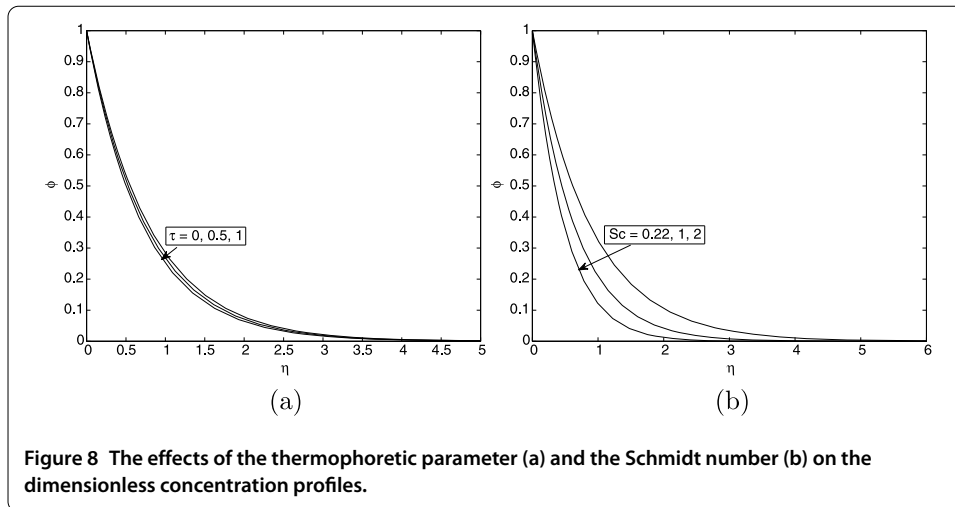 1
0.9
0.8
0.7
0.6
0.5
0.4
0.3
0.2
0.1
0
ϕ
τ = 0, 0.5, 1
0 0.5 1 1.5 2 2.5 3 3.5 4 4.5 5
η
(a)
1
0.9
0.8
0.7
0.6
0.5
0.4
0.3
0.2
0.1
0
ϕ
Sc = 0.22, 1, 2
0 1 2 3 4 5 6
η
(b)
Figure 8 The effects of the thermophoretic parameter (a) and the Schmidt number (b) on the
dimensionless concentration profiles.